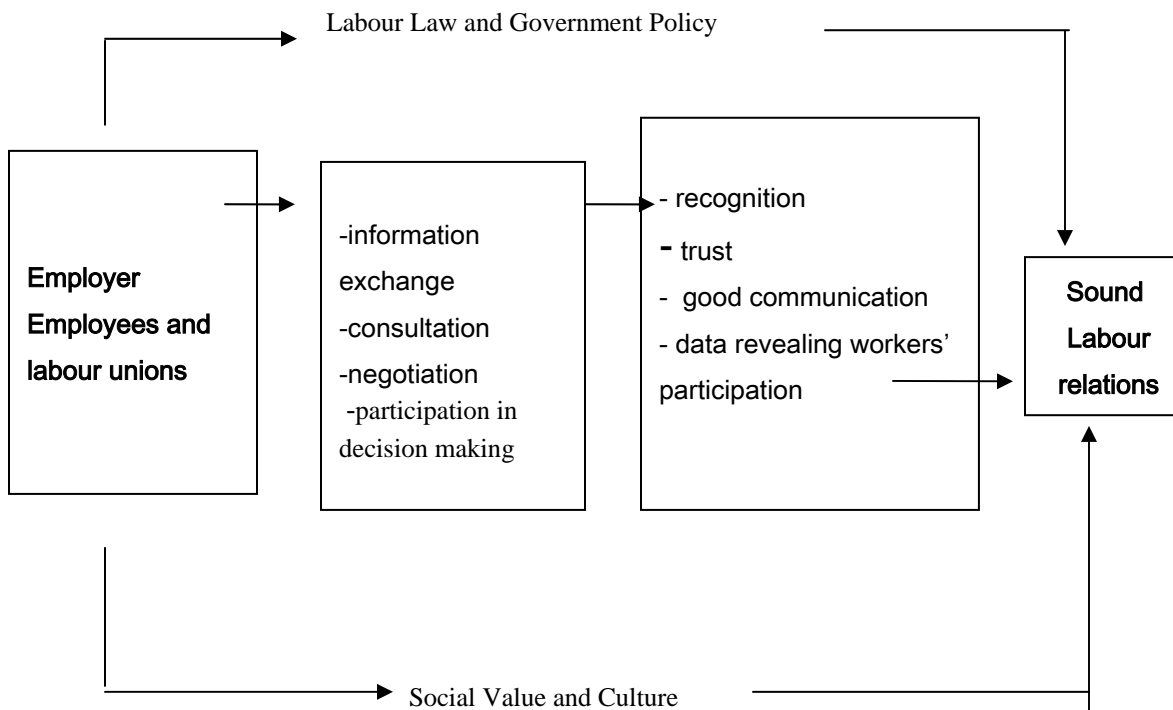 Labour Law and Government Policy
Employer
Employees and
labour unions
-information
exchange
-consultation
-negotiation
-participation in
decision making
- recognition
- trust
- good communication
- data revealing workers’
participation
Sound
Labour
relations
Social Value and Culture